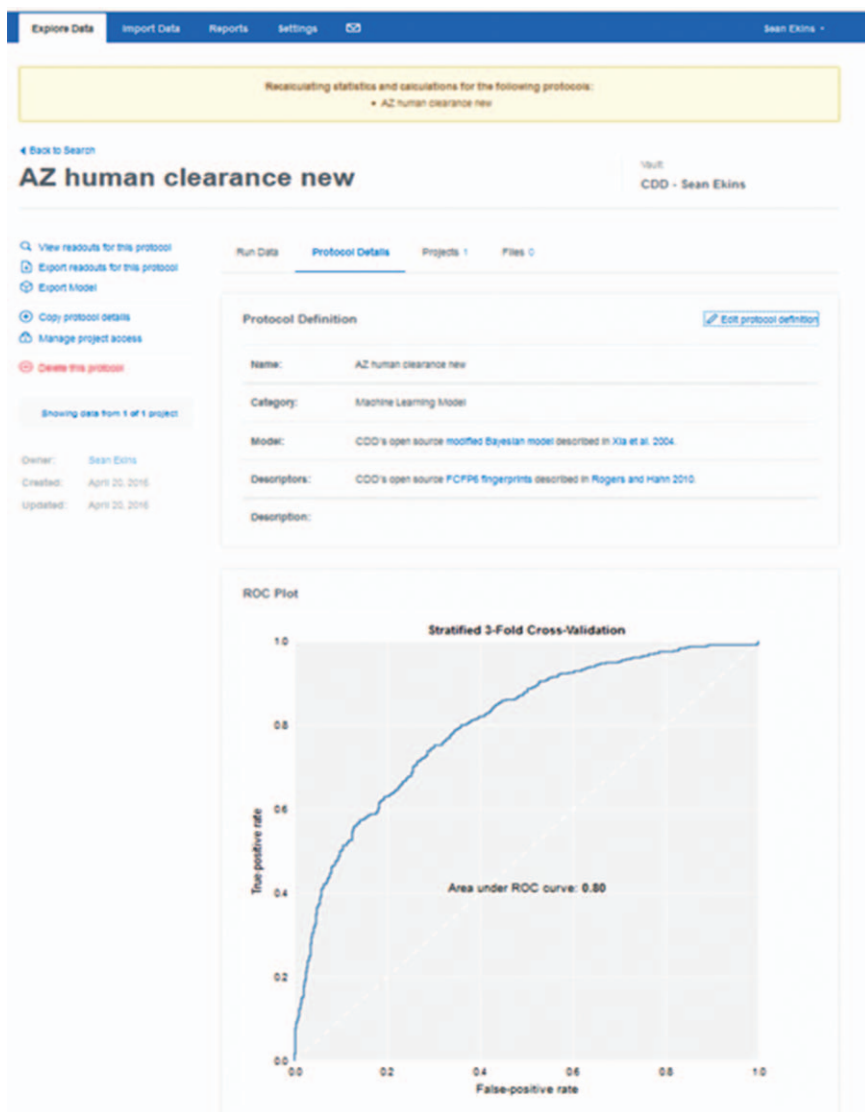 Explore Data Import Data Reports Settings Sean Ekins
Recalculating statistics and calculations for the following protocols:
• AZ human clearance new
Back to Search
AZ human clearance new
Vault:
CDD - Sean Ekins
View readouts for this protocol
Export readouts for this protocol
Export Model
Copy protocol details
Manage project access
Delete this protocol
Showing data from 1 of 1 project
Owner: Sean Ekins
Created: April 20, 2016
Updated: April 20, 2016
Run Data Protocol Details Projects 1 Files 0
Protocol Definition Edit protocol definition
Name: AZ human clearance new
Category: Machine Learning Model
Model: CDD's open source modified Bayesian model described in Xia et al. 2004.
Descriptors: CDD's open source FCFP6 fingerprints described in Rogers and Hahn 2010.
Description:
ROC Plot
Stratified 3-Fold Cross-Validation
1.0
0.8
0.6
0.4
0.2
0.0
True-positive rate
Area under ROC curve: 0.80
0.0 0.2 0.4 0.6 0.8 1.0
False-positive rate